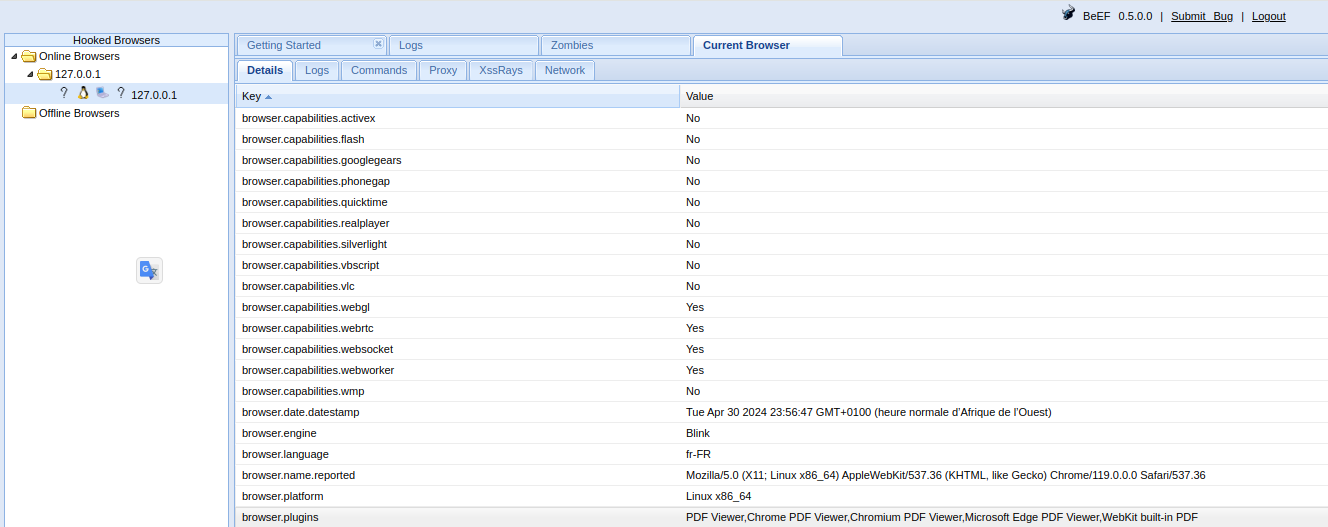 BeEF 0.5.0.0 | Submit Bug | Logout
Hooked Browsers
Online Browsers
127.0.0.1
? ? 127.0.0.1
Offline Browsers
Getting Started Logs Zombies Current Browser
Details Logs Commands Proxy XssRays Network
Key Value
browser.capabilities.activex No
browser.capabilities.flash No
browser.capabilities.googlegears No
browser.capabilities.phonegap No
browser.capabilities.quicktime No
browser.capabilities.realplayer No
browser.capabilities.silverlight No
browser.capabilities.vbscript No
browser.capabilities.vlc No
browser.capabilities.webgl Yes
browser.capabilities.webrtc Yes
browser.capabilities.websocket Yes
browser.capabilities.webworker Yes
browser.capabilities.wmp No
browser.date.datestamp Tue Apr 30 2024 23:56:47 GMT+0100 (heure normale d’Afrique de l’Ouest)
browser.engine Blink
browser.language fr-FR
browser.name.reported Mozilla/5.0 (X11; Linux x86_64) AppleWebKit/537.36 (KHTML, like Gecko) Chrome/119.0.0.0 Safari/537.36
browser.platform Linux x86_64
browser.plugins PDF Viewer,Chrome PDF Viewer,Chromium PDF Viewer,Microsoft Edge PDF Viewer,WebKit built-in PDF